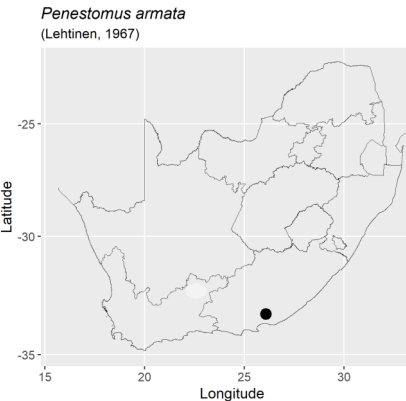 Penestomus armata
(Lehtinen, 1967)
-25
-30
-35
Latitude
15
20
25
30
Longitude